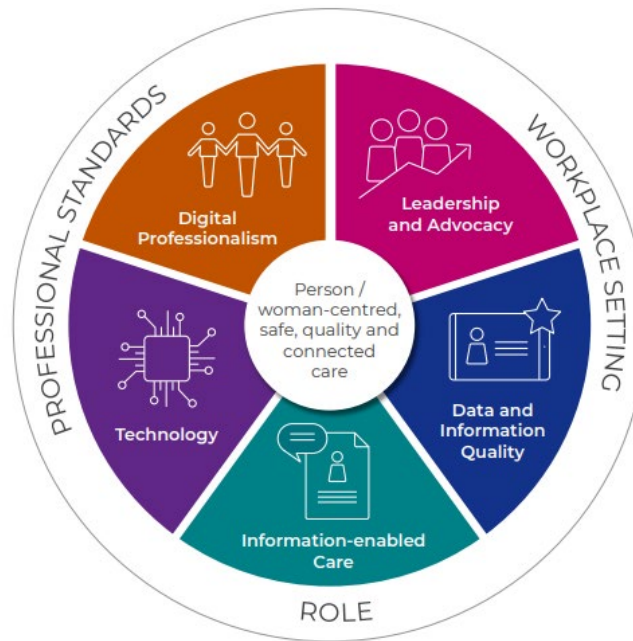 PROFESSIONAL STANDARDS
WORKPLACE SETTING
Digital
Professionalism
Leadership
and Advocacy
Person /
woman-centred,
safe, quality and
connected
care
Technology
Data and
Information
Quality
Information-enabled
Care
ROLE